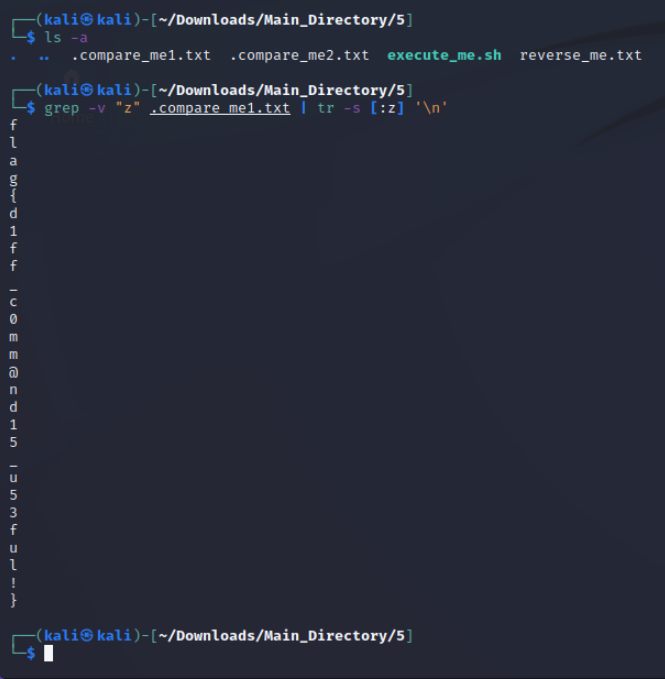 ┌──(kali㉿kali)-[~/Downloads/Main_Directory/5]
└─$ ls -a
.  ..  .compare_me1.txt  .compare_me2.txt  execute_me.sh  reverse_me.txt
┌──(kali㉿kali)-[~/Downloads/Main_Directory/5]
└─$ grep -v "z" .compare_me1.txt | tr -s [:z] '\n'
f
l
a
g
{
d
1
f
f
_
c
0
m
m
@
n
d
1
5
_
u
5
3
f
u
l
!
}
┌──(kali㉿kali)-[~/Downloads/Main_Directory/5]
└─$